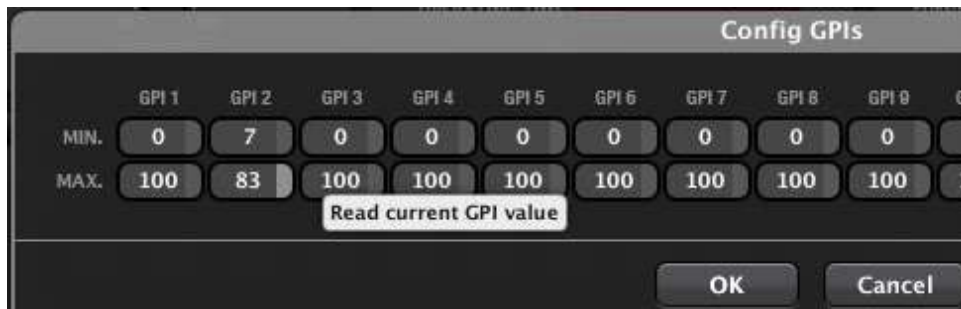 Config GPIs
GPI 1 GPI 2 GPI 3 GPI 4 GPI 5 GPI 6 GPI 7 GPI 8 GPI 9
MIN. 0 7 0 0 0 0 0 0 0
MAX. 100 83 100 100 100 100 100 100 100
Read current GPI value
OK Cancel